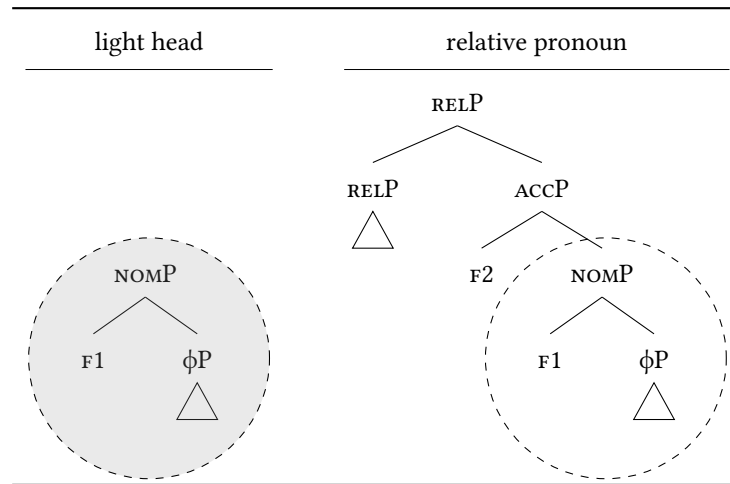 light head relative pronoun
RELP
RELP ACCP
NOMP F2 NOMP
F1 ϕP F1 ϕP